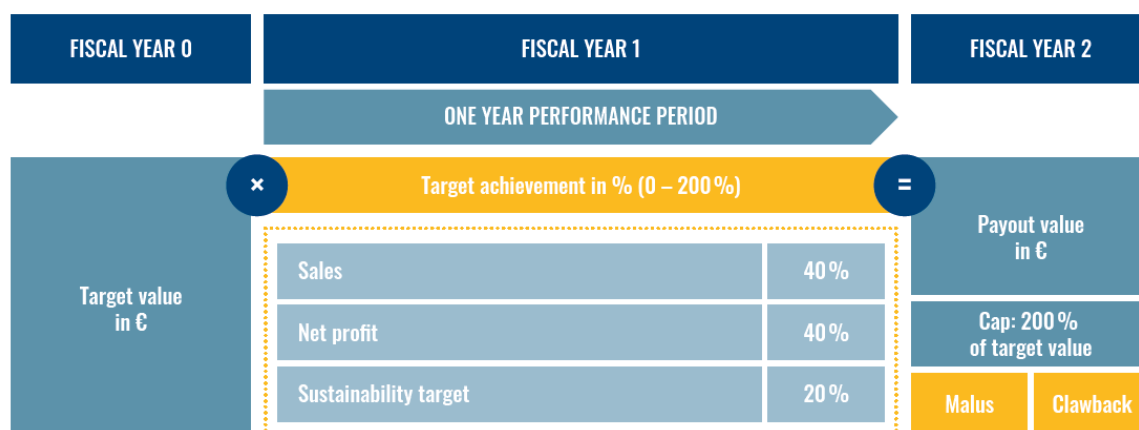 FISCAL YEAR 0
FISCAL YEAR 1
FISCAL YEAR 2
ONE YEAR PERFORMANCE PERIOD
×
Target achievement in % (0 – 200 %)
=
Target value
in €
Sales
40 %
Net profit
40 %
Sustainability target
20 %
Payout value
in €
Cap: 200 %
of target value
Malus
Clawback